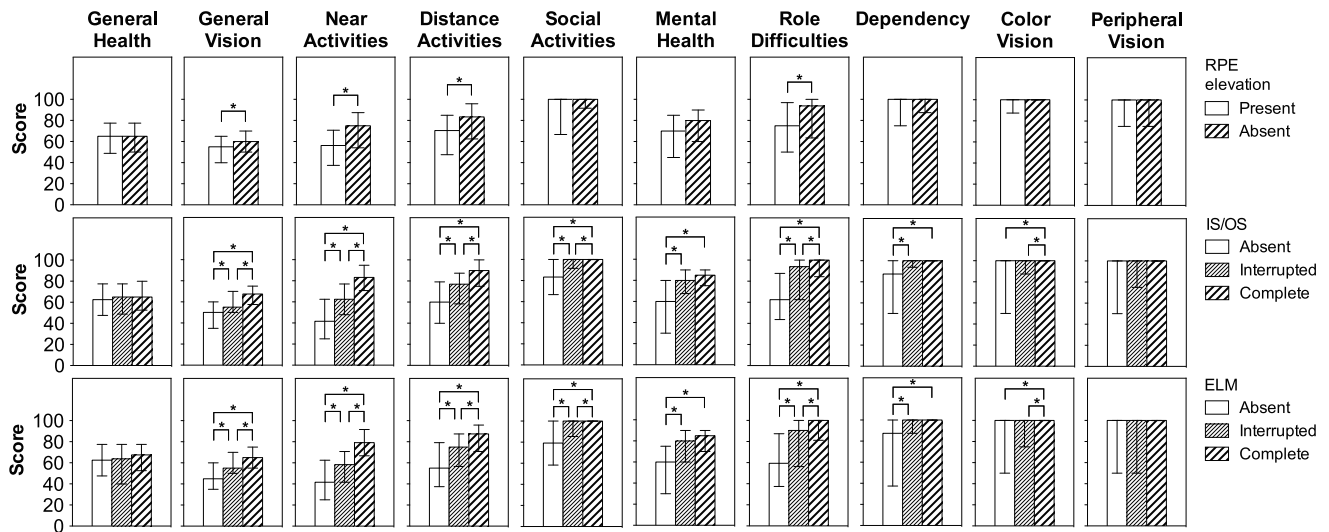 General Health
General Vision
Near Activities
Distance Activities
Social Activities
Mental Health
Role Difficulties
Dependency
Color Vision
Peripheral Vision
Score
100
80
60
40
20
0
*
*
*
*
RPE elevation
Present
Absent
Score
100
80
60
40
20
0
*
* *
*
* *
*
* *
*
* *
*
*
*
* *
*
*
*
*
IS/OS
Absent
Interrupted
Complete
Score
100
80
60
40
20
0
*
* *
*
* *
*
* *
*
* *
*
*
*
* *
*
*
*
*
ELM
Absent
Interrupted
Complete